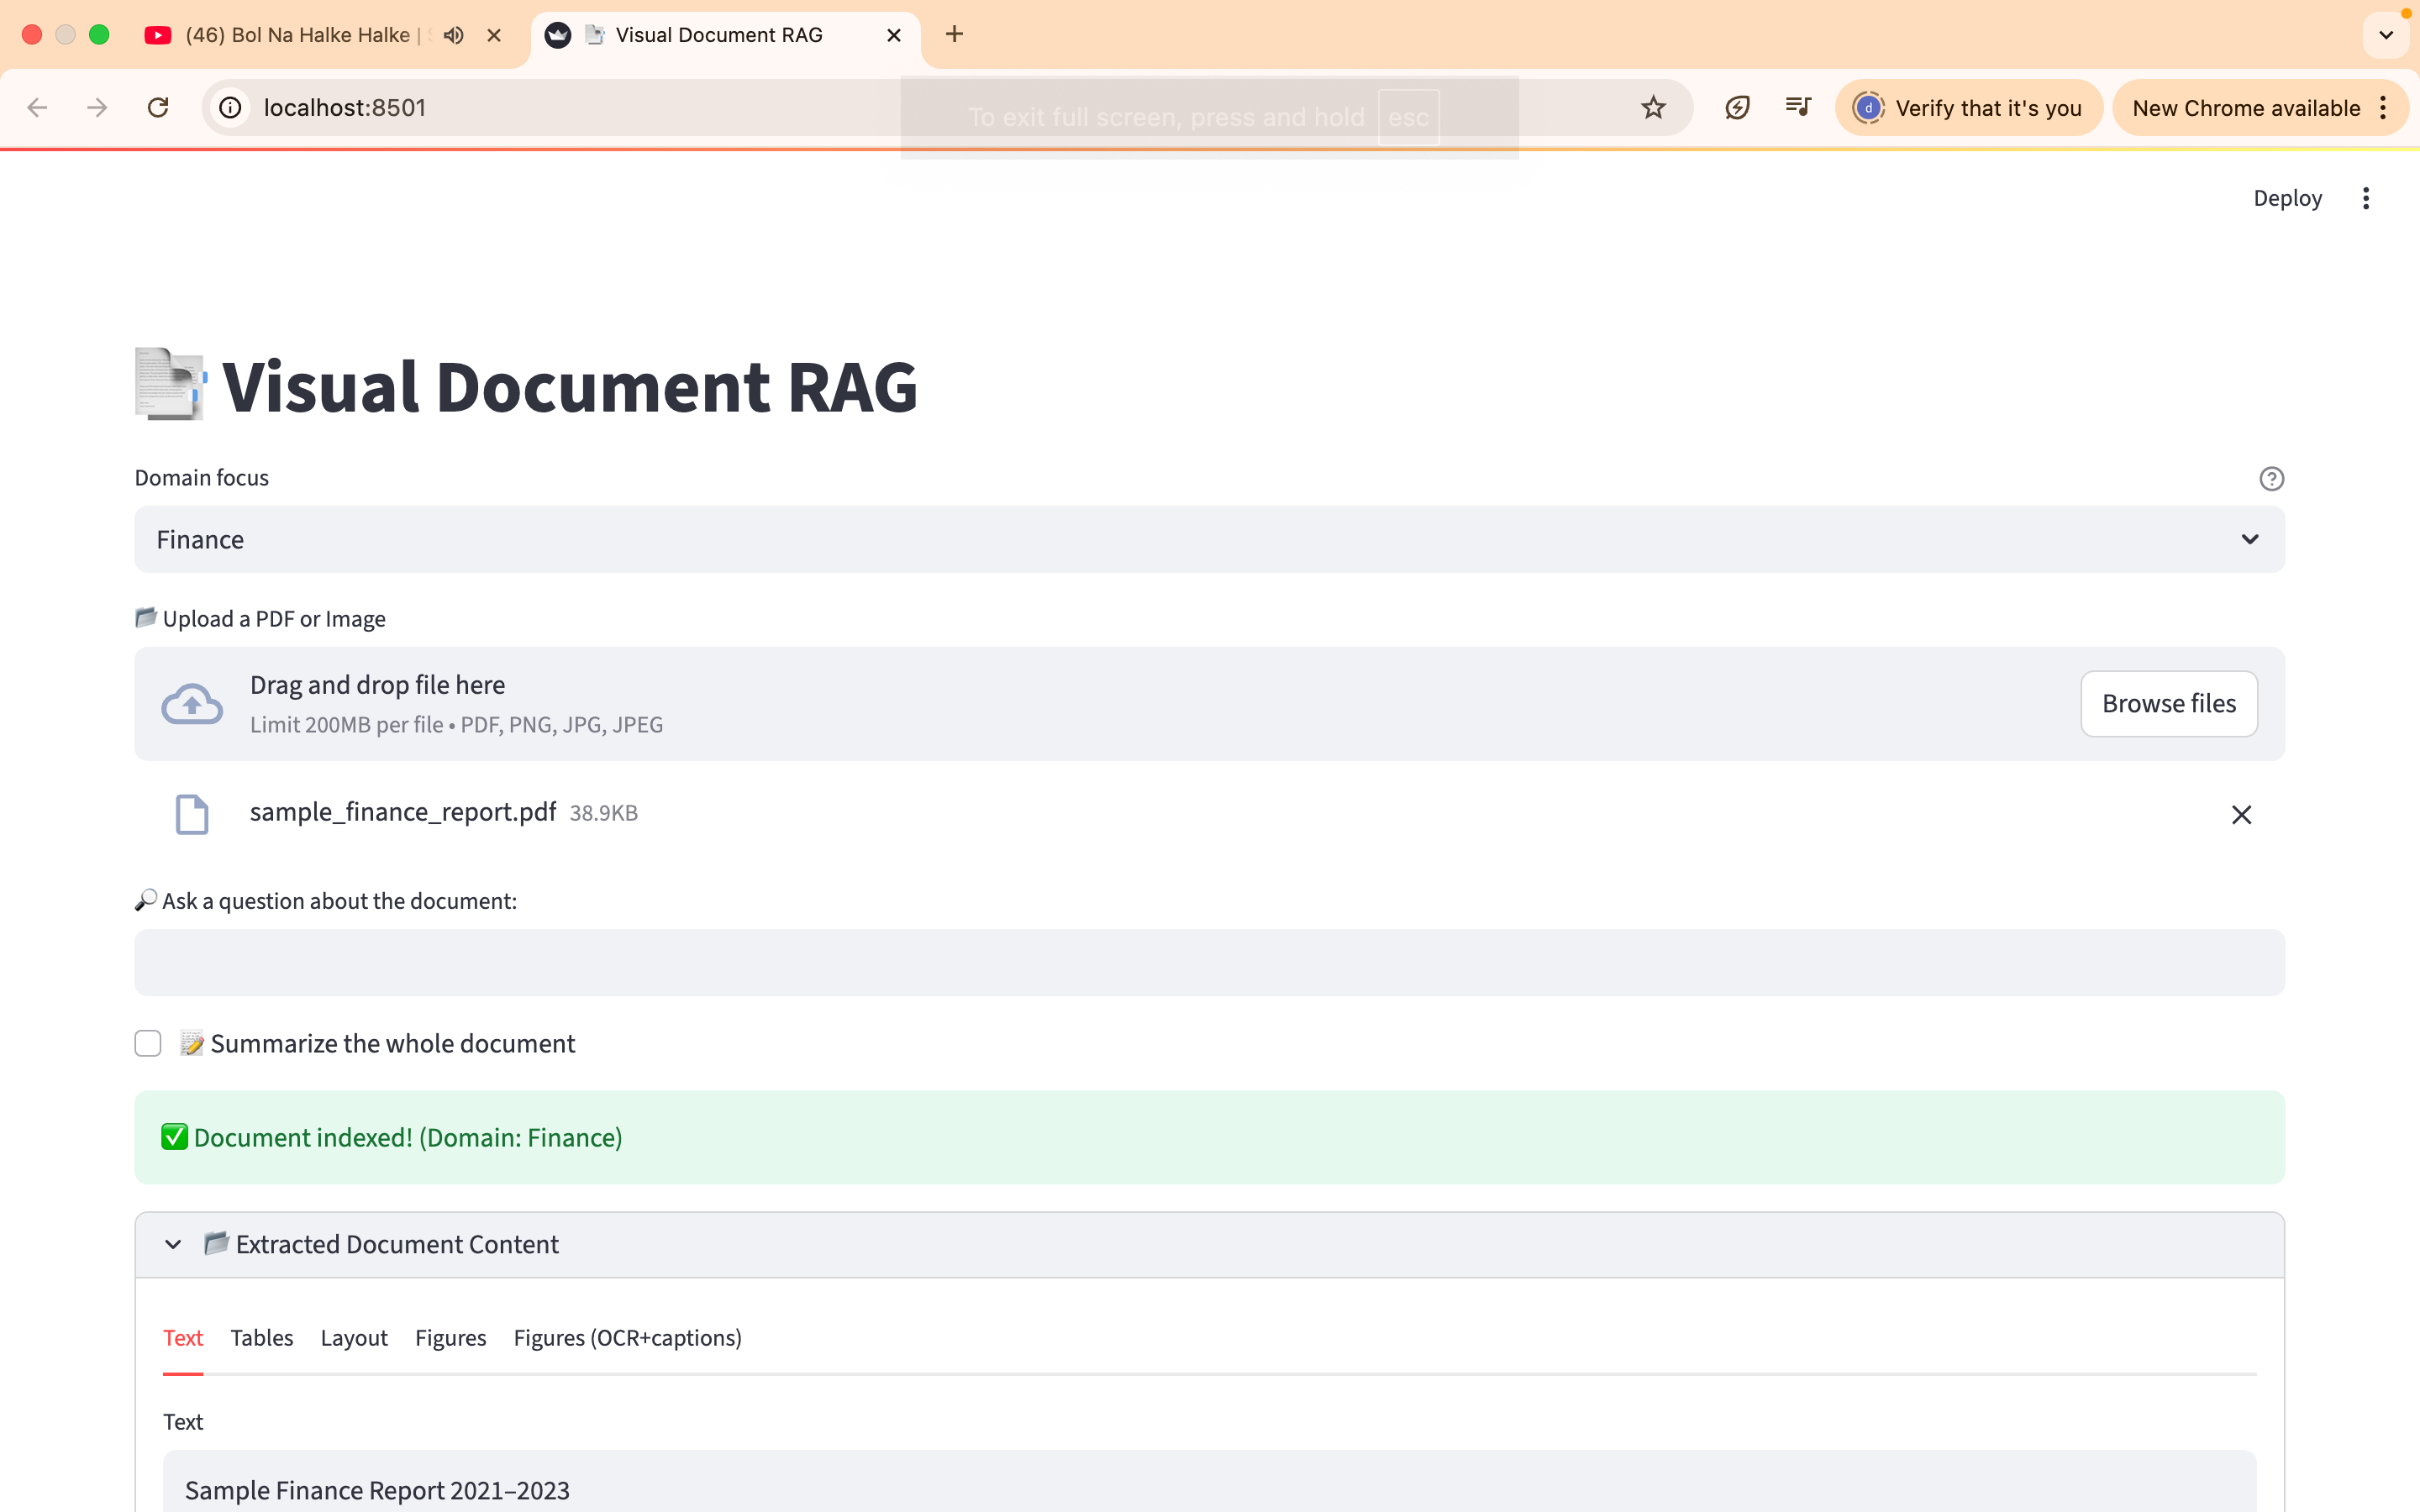 (46) Bol Na Halke Halke |
Visual Document RAG
localhost:8501
To exit full screen, press and hold esc
d Verify that it's you
New Chrome available
Deploy
Visual Document RAG
Domain focus
Finance
Upload a PDF or Image
Drag and drop file here
Limit 200MB per file • PDF, PNG, JPG, JPEG
Browse files
sample_finance_report.pdf 38.9KB
Ask a question about the document:
Summarize the whole document
Document indexed! (Domain: Finance)
Extracted Document Content
Text Tables Layout Figures Figures (OCR+captions)
Text
Sample Finance Report 2021–2023